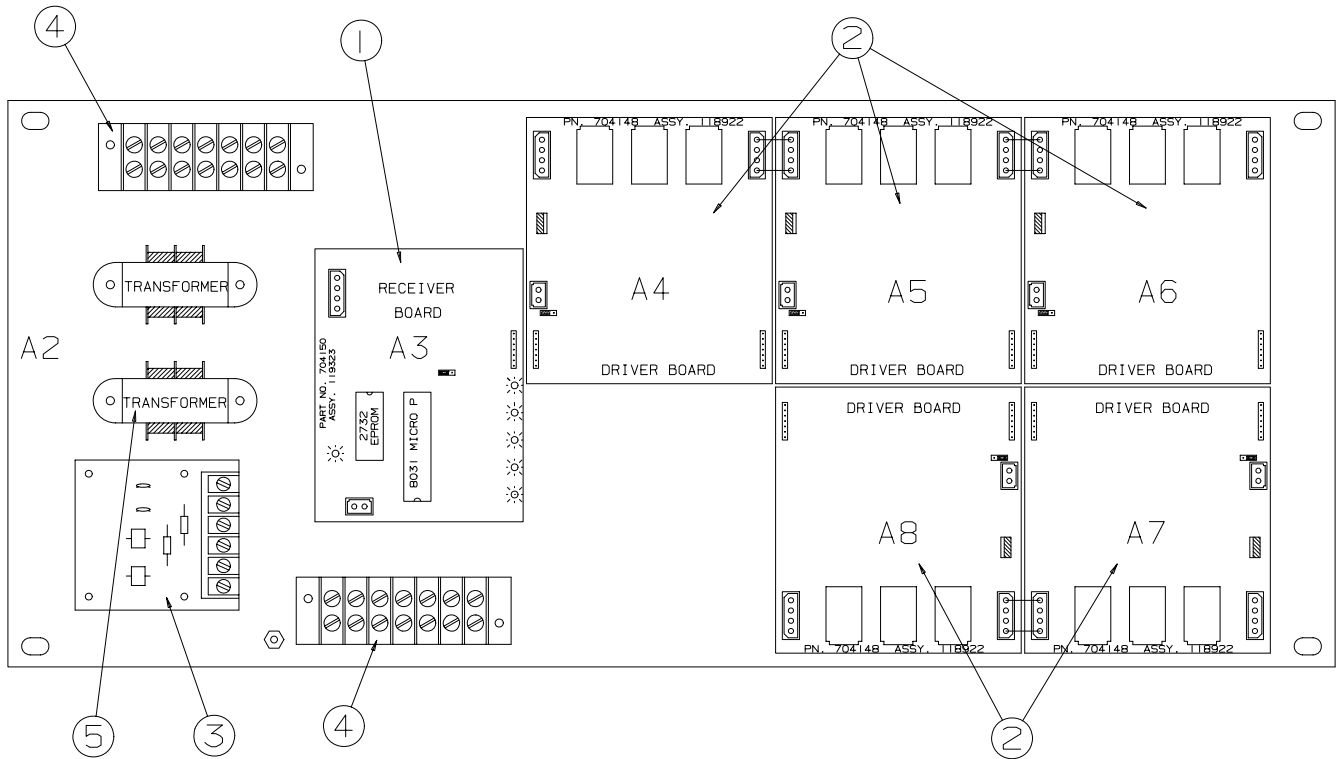 4
1
2
PN. 704148 ASSY. 118922
PN. 704148 ASSY. 118922
PN. 704148 ASSY. 118922
TRANSFORMER
RECEIVER
BOARD
A4
A5
A6
A2
A3
PART NO. 704150
ASSY. 119323
DRIVER BOARD
DRIVER BOARD
DRIVER BOARD
TRANSFORMER
2732
EPROM
8031 MICRO P
DRIVER BOARD
DRIVER BOARD
A8
A7
PN. 704148 ASSY. 118922
PN. 704148 ASSY. 118922
5
3
4
2